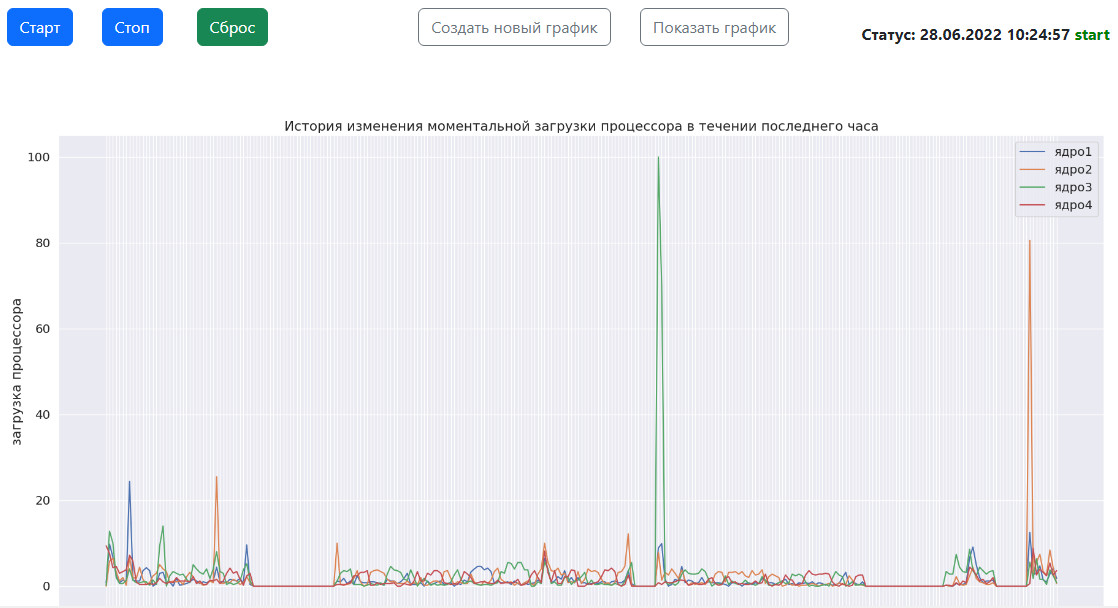 Старт Стоп Сброс Создать новый график Показать график Статус: 28.06.2022 10:24:57 start
История изменения моментальной загрузки процессора в течении последнего часа
ядро1
ядро2
ядро3
ядро4
загрузка процессора
100
80
60
40
20
0